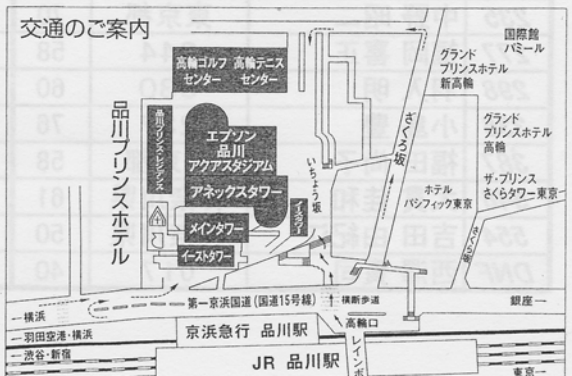 交通のご案内
高輪ゴルフ
センター
高輪テニス
センター
国際館
パミール
グランド
プリンスホテル
新高輪
グランド
プリンスホテル
高輪
ザ・プリンス
さくらタワー東京
ざくろ坂
さくら坂
いちょう坂
ホテル
パシフィック東京
品川プリンスホテル
品川プリンス・レジデンス
エプソン
品川
アクアスタジアム
アネックスタワー
メインタワー
イーストタワー
第一京浜国道(国道15号線)
横断歩道
高輪口
←横浜
銀座→
←羽田空港・横浜
京浜急行 品川駅
←渋谷・新宿
JR 品川駅
東京→